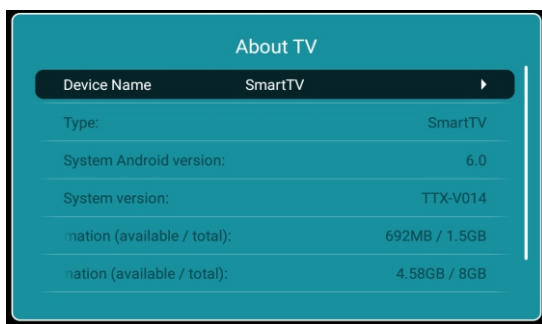 About TV
Device Name SmartTV
Type: SmartTV
System Android version: 6.0
System version: TTX-V014
mation (available / total): 692MB / 1.5GB
nation (available / total): 4.58GB / 8GB